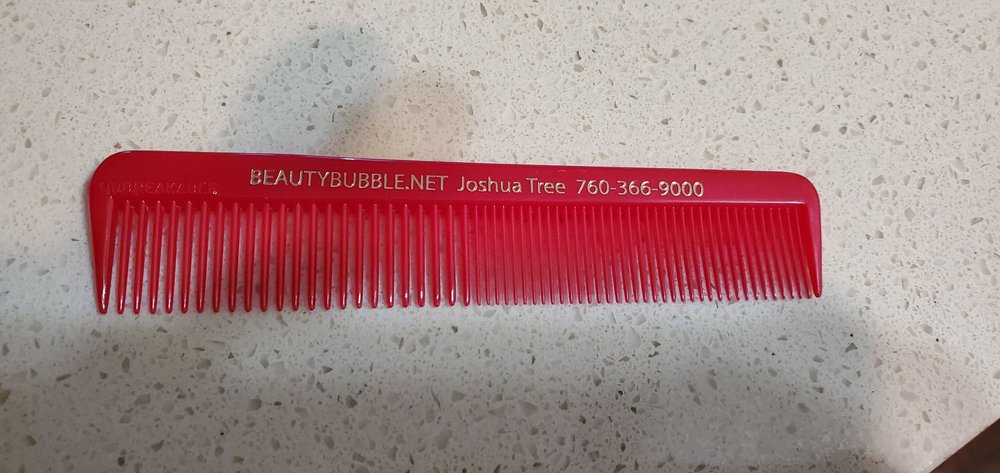 UNBREAKABLE
BEAUTYBUBBLE.NET Joshua Tree 760-366-9000